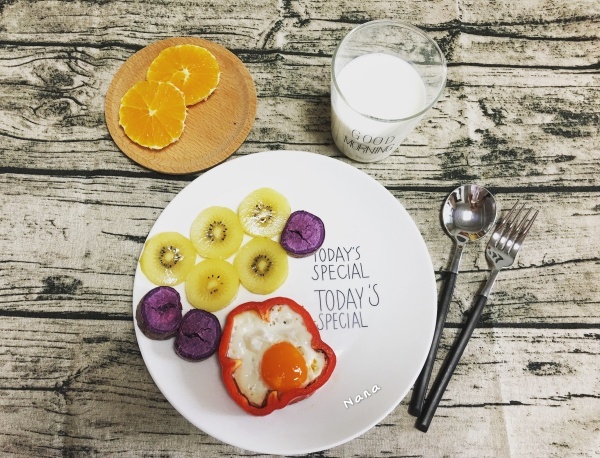 GOOD
MORNING
TODAY'S
SPECIAL
TODAY'S
SPECIAL
Nana